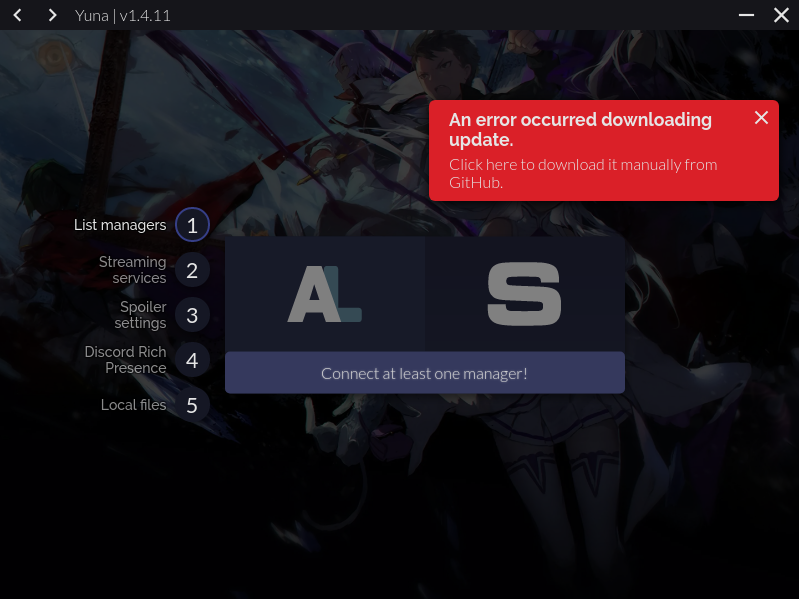 Yuna | v1.4.11
An error occurred downloading
update.
Click here to download it manually from
GitHub.
List managers 1
Streaming
services 2
Spoiler
settings 3
Discord Rich
Presence 4
Local files 5
AL S
Connect at least one manager!